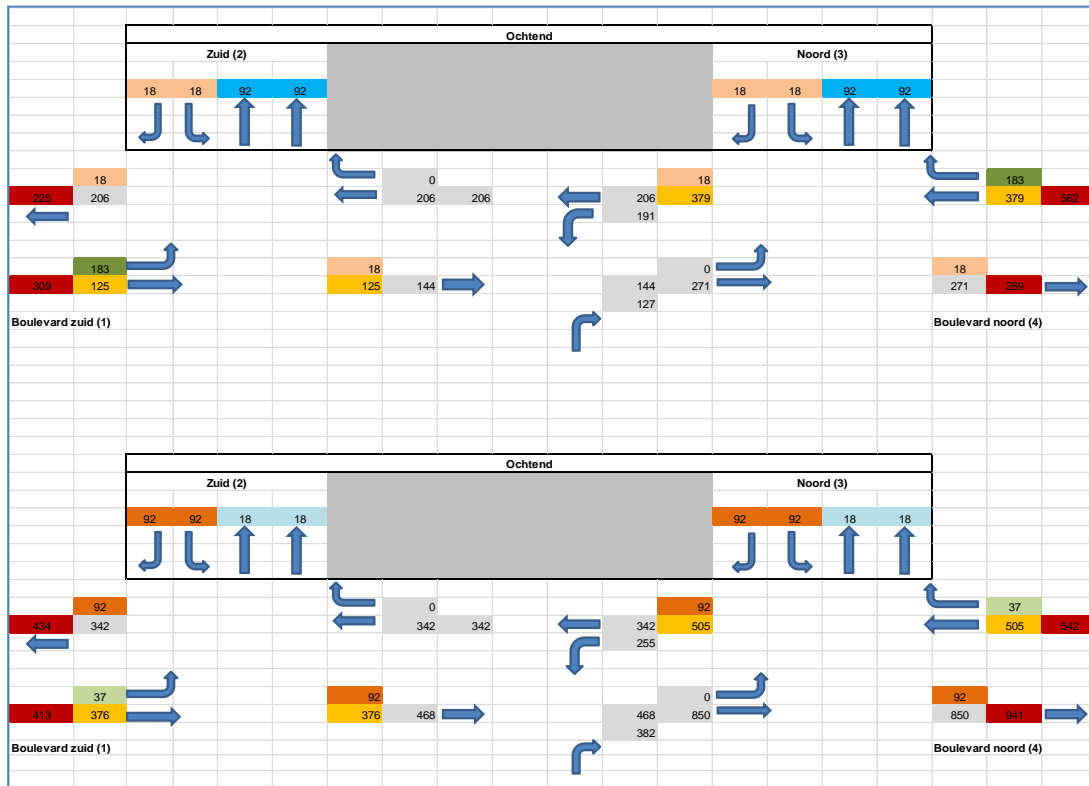 Ochtend
Zuid (2) Noord (3)
18 18 92 92 18 18 92 92
18 0 18 183
225 206 206 206 206 379 379 562
191
183 18 0 18
309 125 125 144 144 271 271 289
127
Boulevard zuid (1) Boulevard noord (4)
Ochtend
Zuid (2) Noord (3)
92 92 18 18 92 92 18 18
92 0 92 37
434 342 342 342 342 505 505 542
255
37 92 0 92
413 376 376 468 468 850 850 941
382
Boulevard zuid (1) Boulevard noord (4)